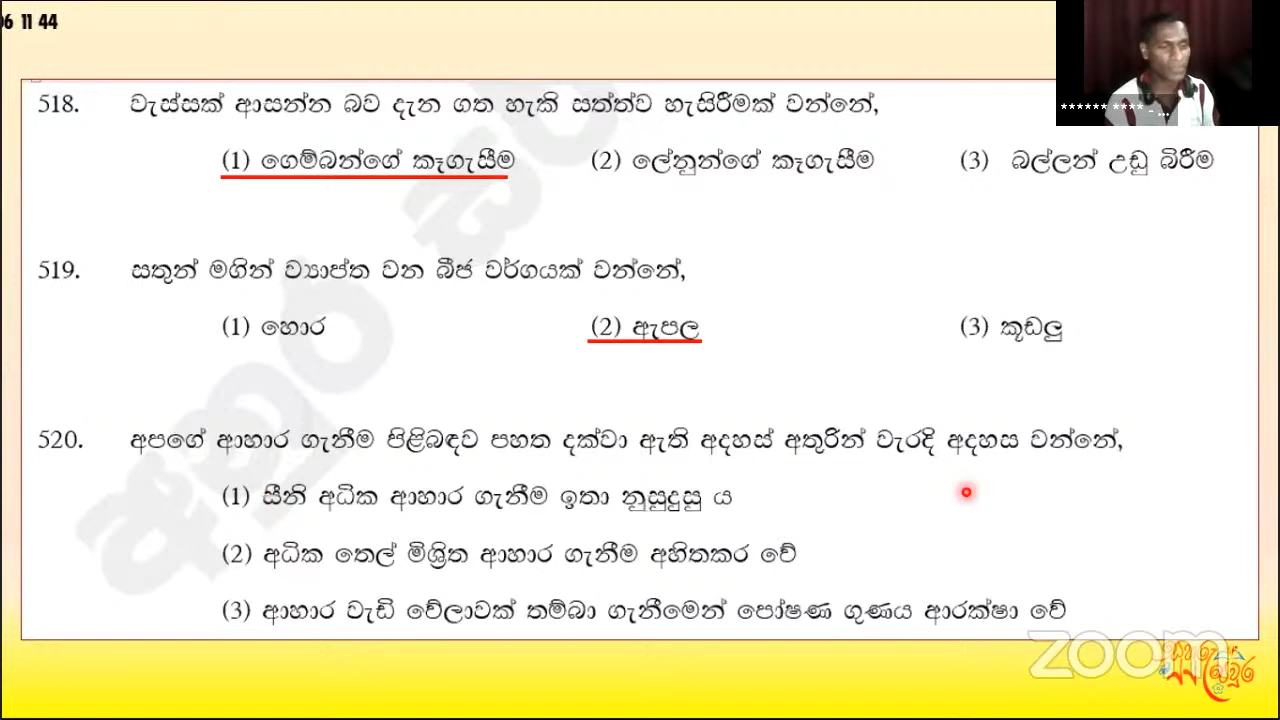 06 11 44
****** **** - ...
518. වැස්සක් ආසන්න බව දැන ගත හැකි සත්ත්ව හැසිරීමක් වන්නේ,
(1) ගෙම්බන්ගේ කෑගැසීම (2) ලේනුන්ගේ කෑගැසීම (3) බල්ලන් උඩු බිරීම
519. සතුන් මගින් ව්‍යාප්ත වන බීජ වර්ගයක් වන්නේ,
(1) හොර (2) ඇපල (3) කූඩලු
520. අපගේ ආහාර ගැනීම පිළිබඳව පහත දක්වා ඇති අදහස් අතුරින් වැරදි අදහස වන්නේ,
(1) සීනි අධික ආහාර ගැනීම ඉතා නුසුදුසු ය
(2) අධික තෙල් මිශ්‍රිත ආහාර ගැනීම අහිතකර වේ
(3) ආහාර වැඩි වේලාවක් තම්බා ගැනීමෙන් පෝෂණ ගුණය ආරක්ෂා වේ
zoom